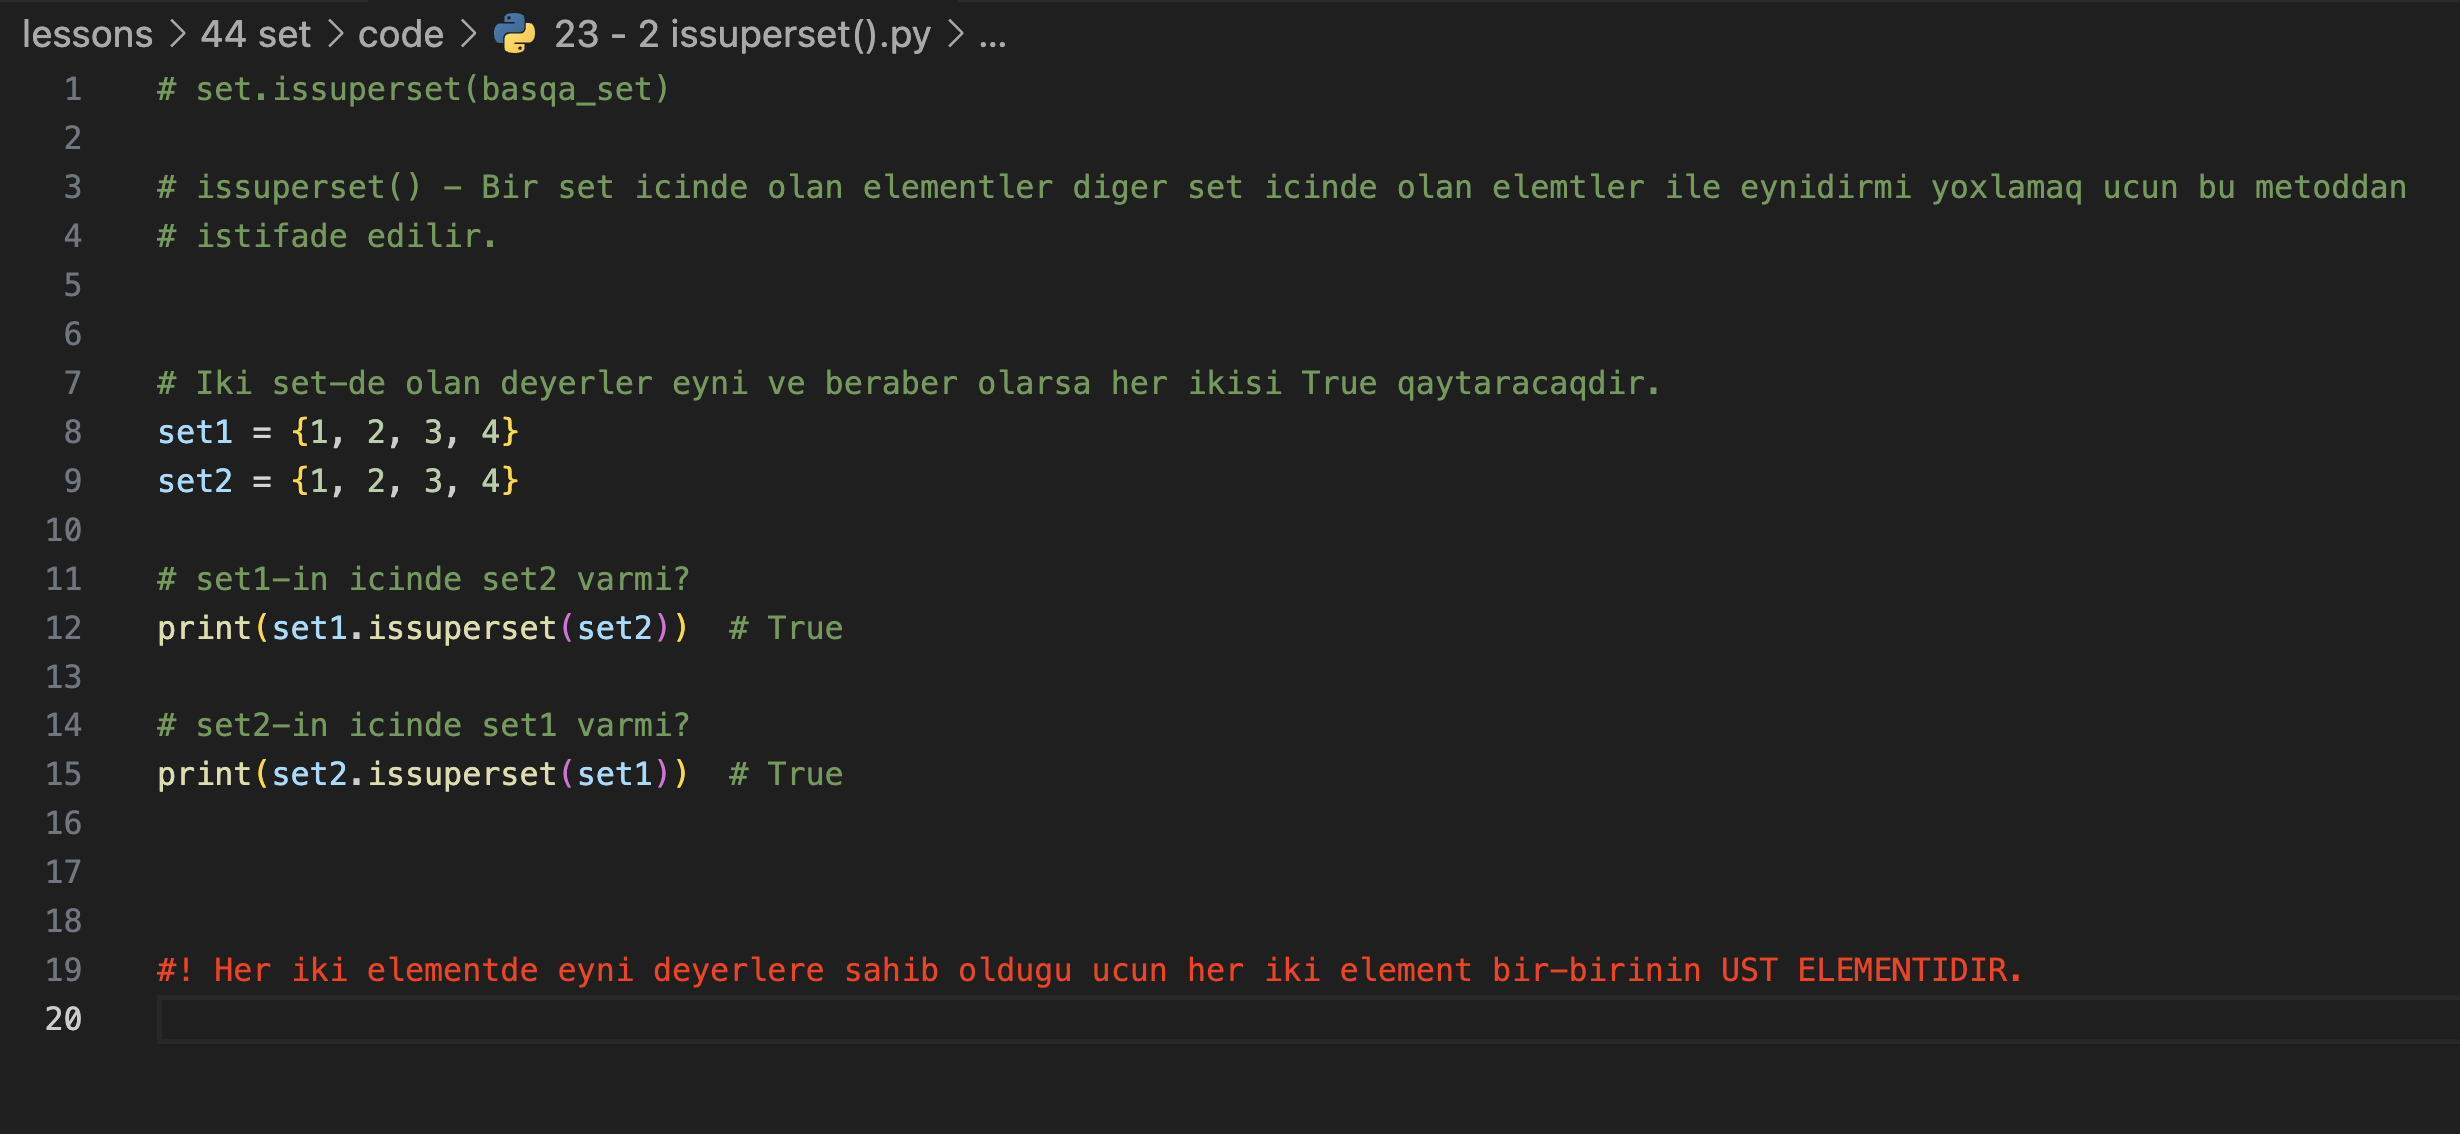 lessons > 44 set > code > 23 - 2 issuperset().py > ...
1 # set.issuperset(basqa_set)
2
3 # issuperset() - Bir set icinde olan elementler diger set icinde olan elemtler ile eynidirmi yoxlamaq ucun bu metoddan
4 # istifade edilir.
5
6
7 # Iki set-de olan deyerler eyni ve beraber olarsa her ikisi True qaytaracaqdir.
8 set1 = {1, 2, 3, 4}
9 set2 = {1, 2, 3, 4}
10
11 # set1-in icinde set2 varmi?
12 print(set1.issuperset(set2))  # True
13
14 # set2-in icinde set1 varmi?
15 print(set2.issuperset(set1))  # True
16
17
18
19 #! Her iki elementde eyni deyerlere sahib oldugu ucun her iki element bir-birinin UST ELEMENTIDIR.
20